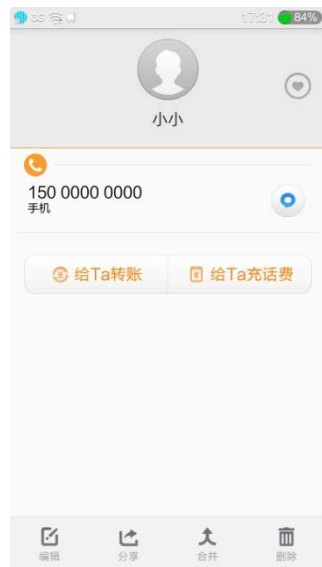 3G 17:31 84%
小小
150 0000 0000
手机
给Ta转账 给Ta充话费
编辑 分享 合并 删除